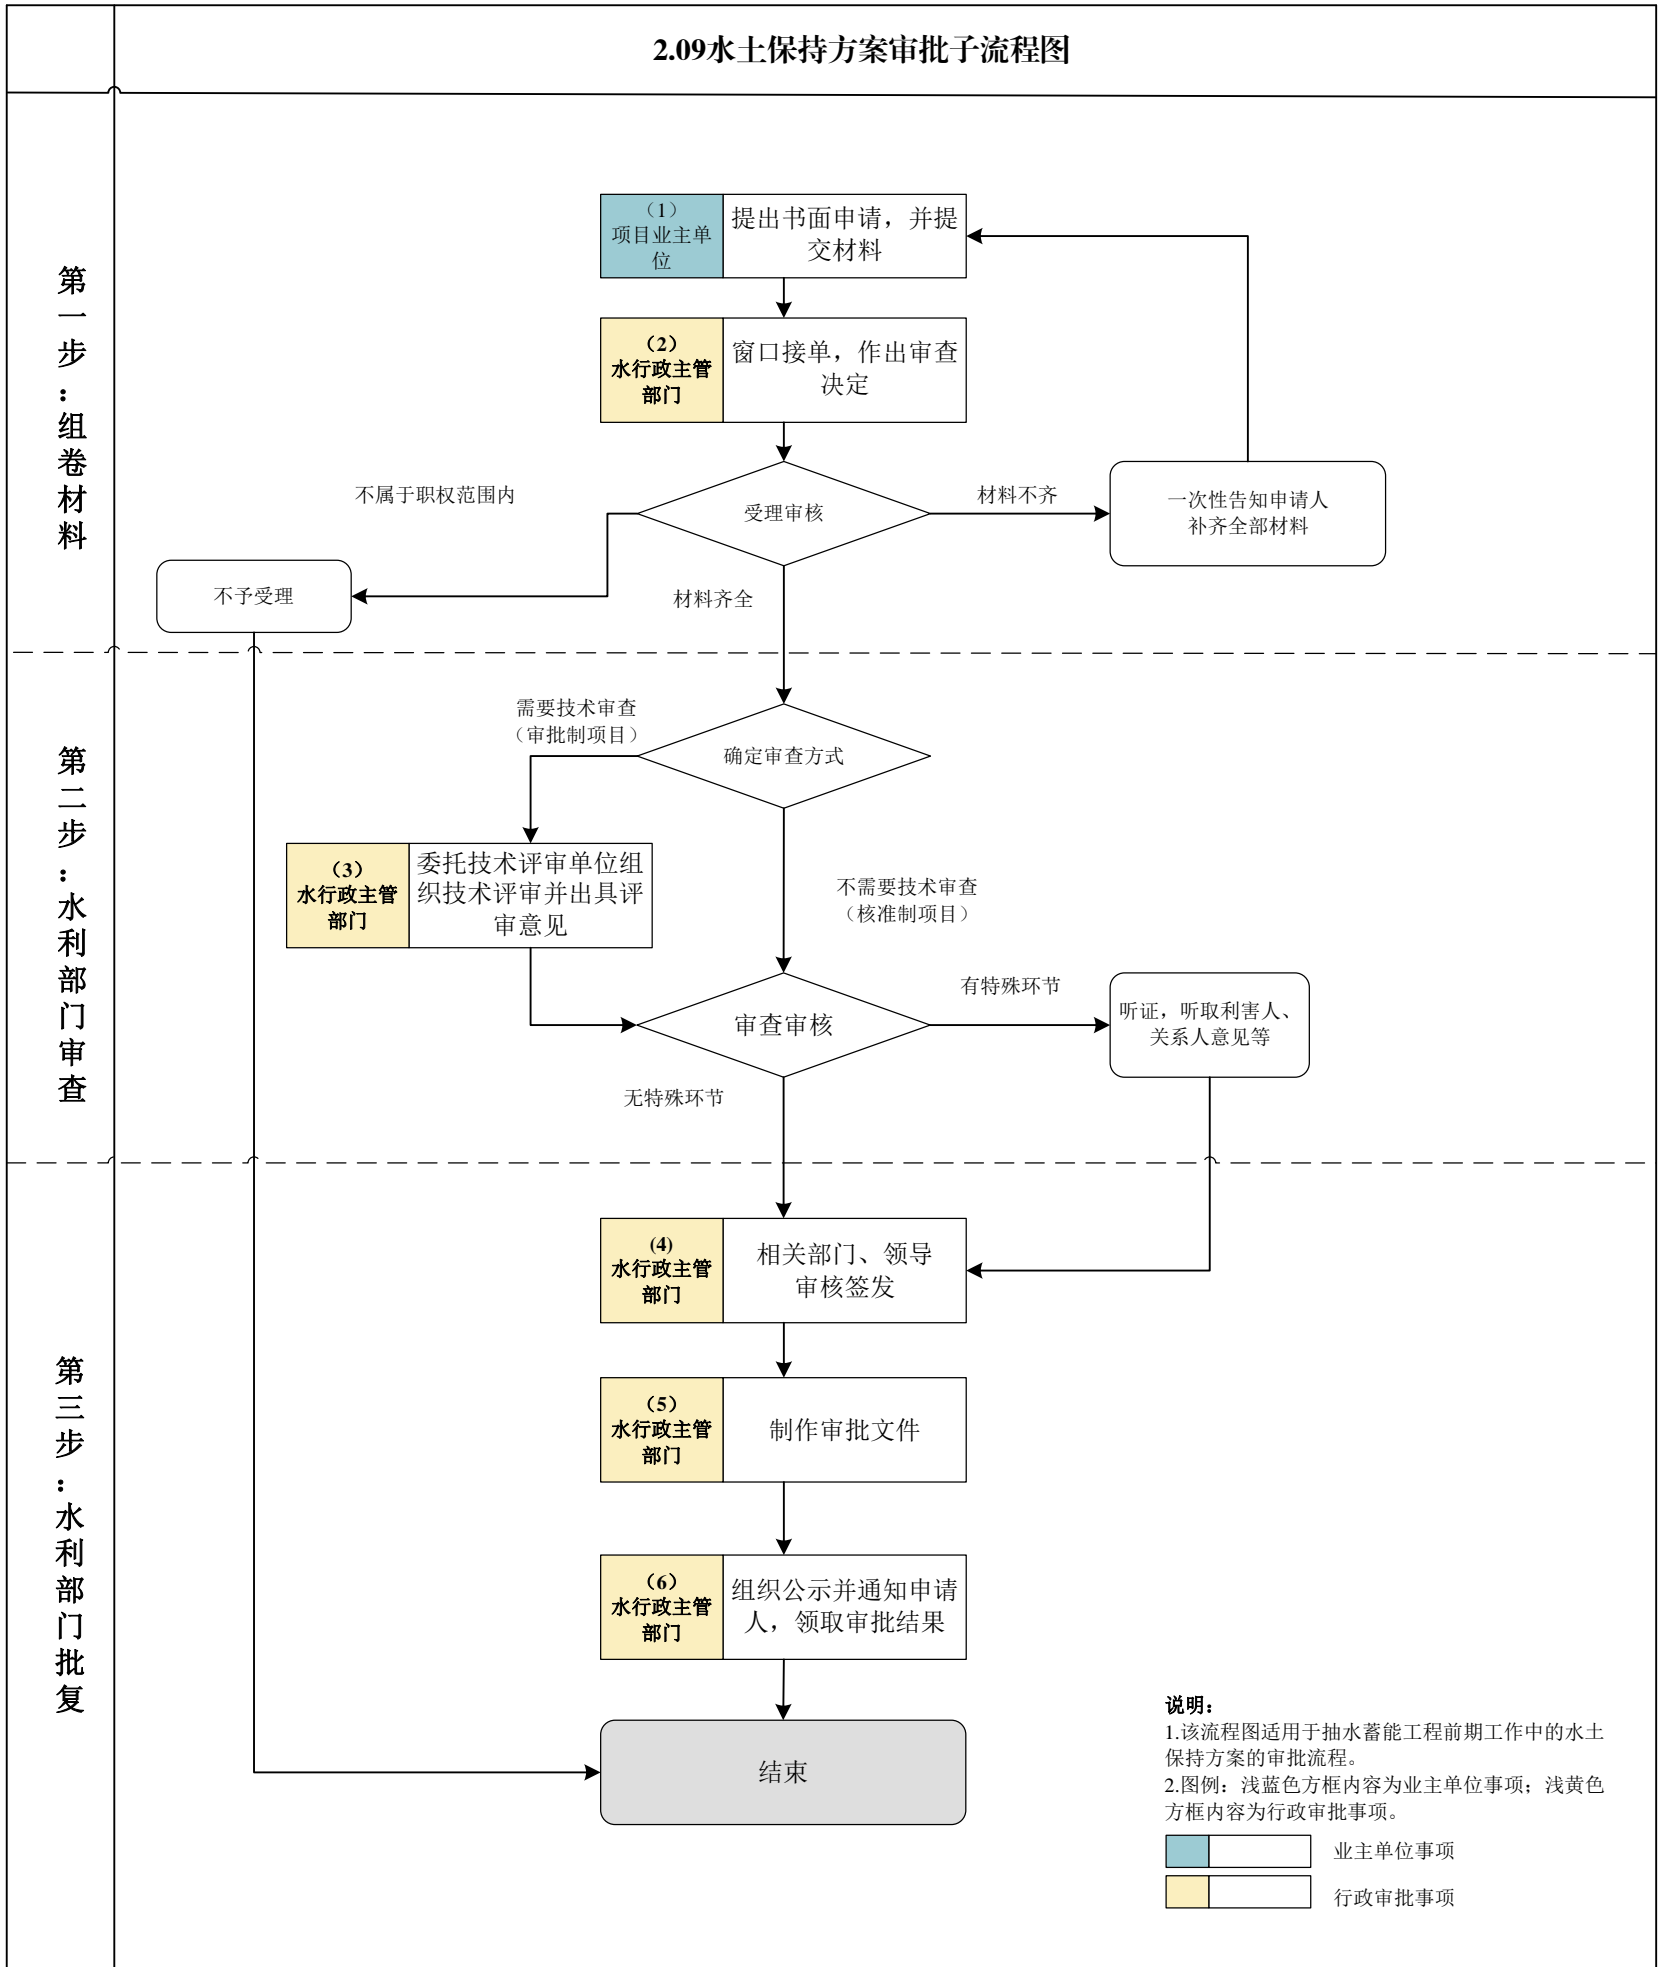 2.09水土保持方案审批子流程图
第一步：组卷材料
（1）
项目业主单
位
提出书面申请，并提
交材料
（2）
水行政主管
部门
窗口接单，作出审查
决定
不属于职权范围内
受理审核
材料不齐
一次性告知申请人
补齐全部材料
不予受理
材料齐全
第二步：水利部门审查
需要技术审查
（审批制项目）
确定审查方式
（3）
水行政主管
部门
委托技术评审单位组
织技术评审并出具评
审意见
不需要技术审查
（核准制项目）
审查审核
有特殊环节
听证，听取利害人、
关系人意见等
无特殊环节
第三步：水利部门批复
(4)
水行政主管
部门
相关部门、领导
审核签发
（5）
水行政主管
部门
制作审批文件
（6）
水行政主管
部门
组织公示并通知申请
人，领取审批结果
结束
说明：
1.该流程图适用于抽水蓄能工程前期工作中的水土
保持方案的审批流程。
2.图例：浅蓝色方框内容为业主单位事项；浅黄色
方框内容为行政审批事项。
业主单位事项
行政审批事项